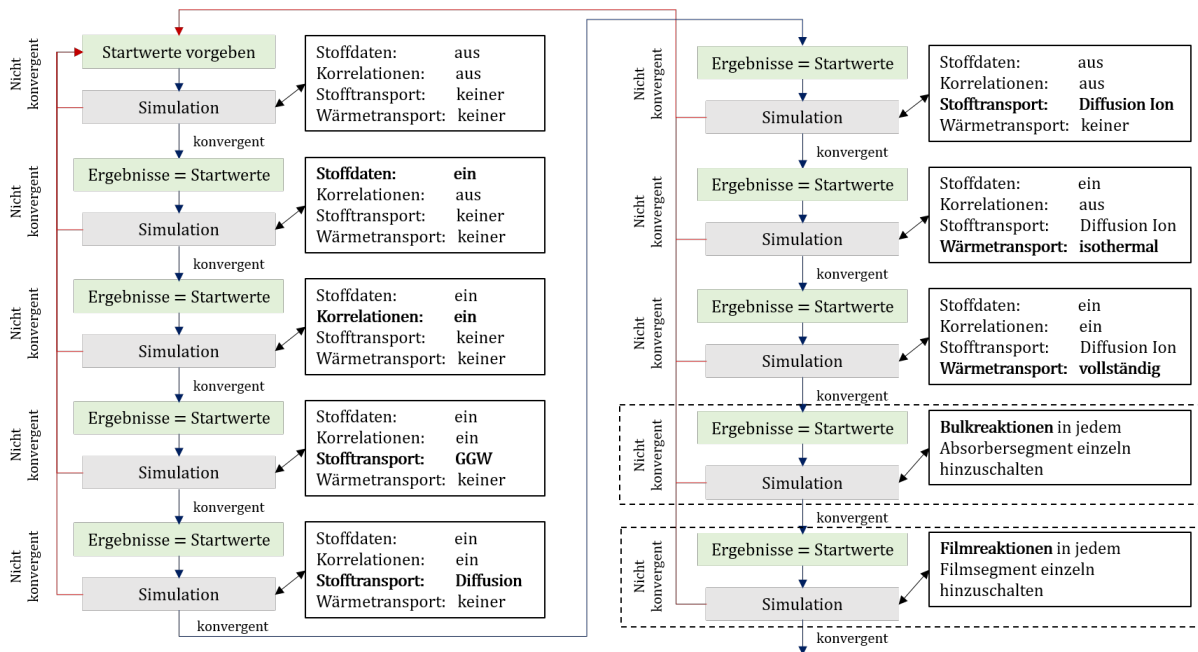 Startwerte vorgeben
Nicht konvergent
Simulation
Stoffdaten: aus
Korrelationen: aus
Stofftransport: keiner
Wärmetransport: keiner
konvergent
Ergebnisse = Startwerte
Nicht konvergent
Simulation
Stoffdaten: ein
Korrelationen: aus
Stofftransport: keiner
Wärmetransport: keiner
konvergent
Ergebnisse = Startwerte
Nicht konvergent
Simulation
Stoffdaten: ein
Korrelationen: ein
Stofftransport: keiner
Wärmetransport: keiner
konvergent
Ergebnisse = Startwerte
Nicht konvergent
Simulation
Stoffdaten: ein
Korrelationen: ein
Stofftransport: GGW
Wärmetransport: keiner
konvergent
Ergebnisse = Startwerte
Nicht konvergent
Simulation
Stoffdaten: ein
Korrelationen: ein
Stofftransport: Diffusion
Wärmetransport: keiner
konvergent
Ergebnisse = Startwerte
Nicht konvergent
Simulation
Stoffdaten: aus
Korrelationen: aus
Stofftransport: Diffusion Ion
Wärmetransport: keiner
konvergent
Ergebnisse = Startwerte
Nicht konvergent
Simulation
Stoffdaten: ein
Korrelationen: aus
Stofftransport: Diffusion Ion
Wärmetransport: isothermal
konvergent
Ergebnisse = Startwerte
Nicht konvergent
Simulation
Stoffdaten: ein
Korrelationen: ein
Stofftransport: Diffusion Ion
Wärmetransport: vollständig
konvergent
Ergebnisse = Startwerte
Nicht konvergent
Simulation
Bulkreaktionen in jedem
Absorbersegment einzeln
hinzuschalten
konvergent
Ergebnisse = Startwerte
Nicht konvergent
Simulation
Filmreaktionen in jedem
Filmsegment einzeln
hinzuschalten
konvergent